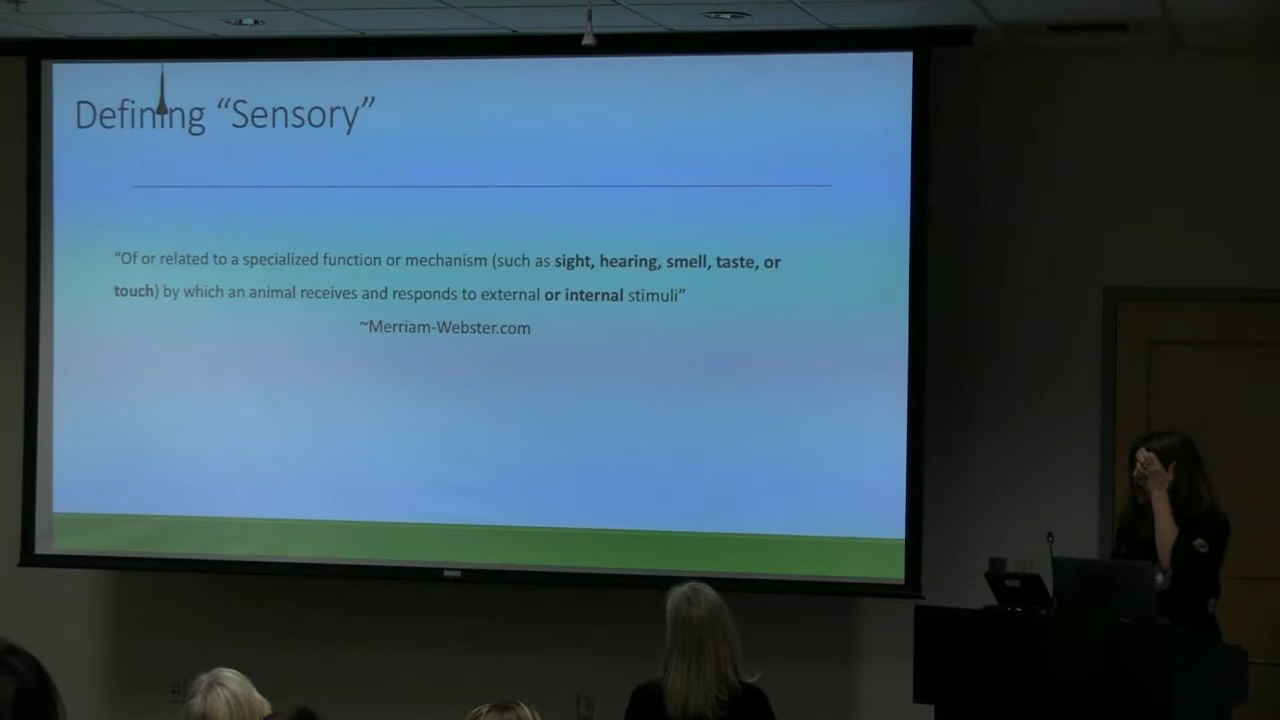 Defining “Sensory”
“Of or related to a specialized function or mechanism (such as sight, hearing, smell, taste, or
touch) by which an animal receives and responds to external or internal stimuli”
~Merriam-Webster.com